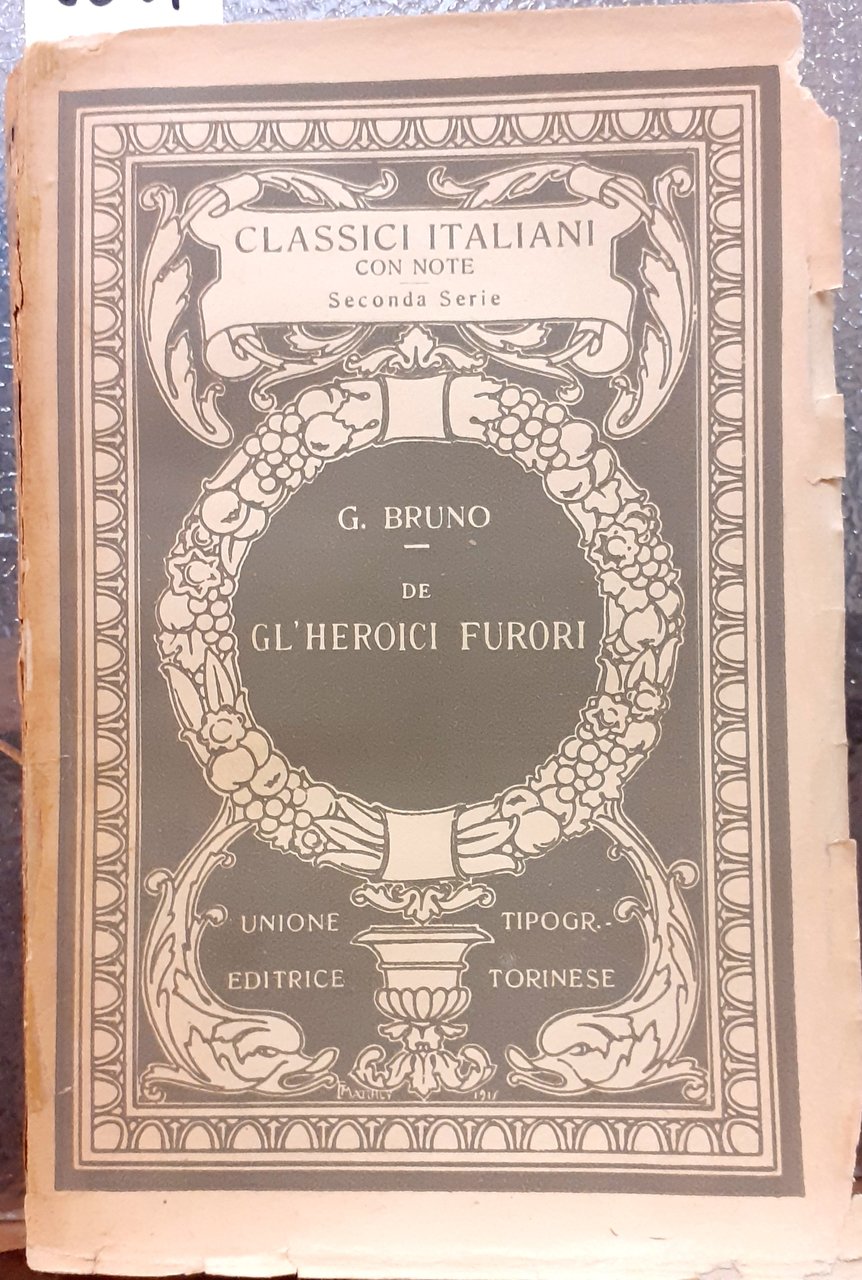 CLASSICI ITALIANI
CON NOTE
Seconda Serie
G. BRUNO
DE
GL'HEROICI FURORI
UNIONE TIPOGR.-
EDITRICE TORINESE